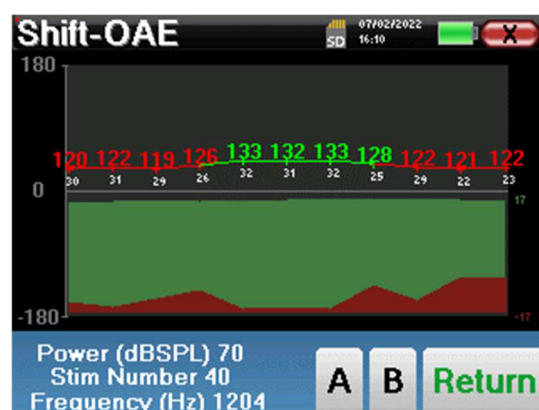 Shift-OAE
SD
07/02/2022
16:10
X
180
120 122 119 126 133 132 133 128 122 121 122
30 31 29 26 32 31 32 25 29 22 23
0
17
-180
-17
Power (dBSPL) 70
Stim Number 40
Frequency (Hz) 1204
A
B
Return